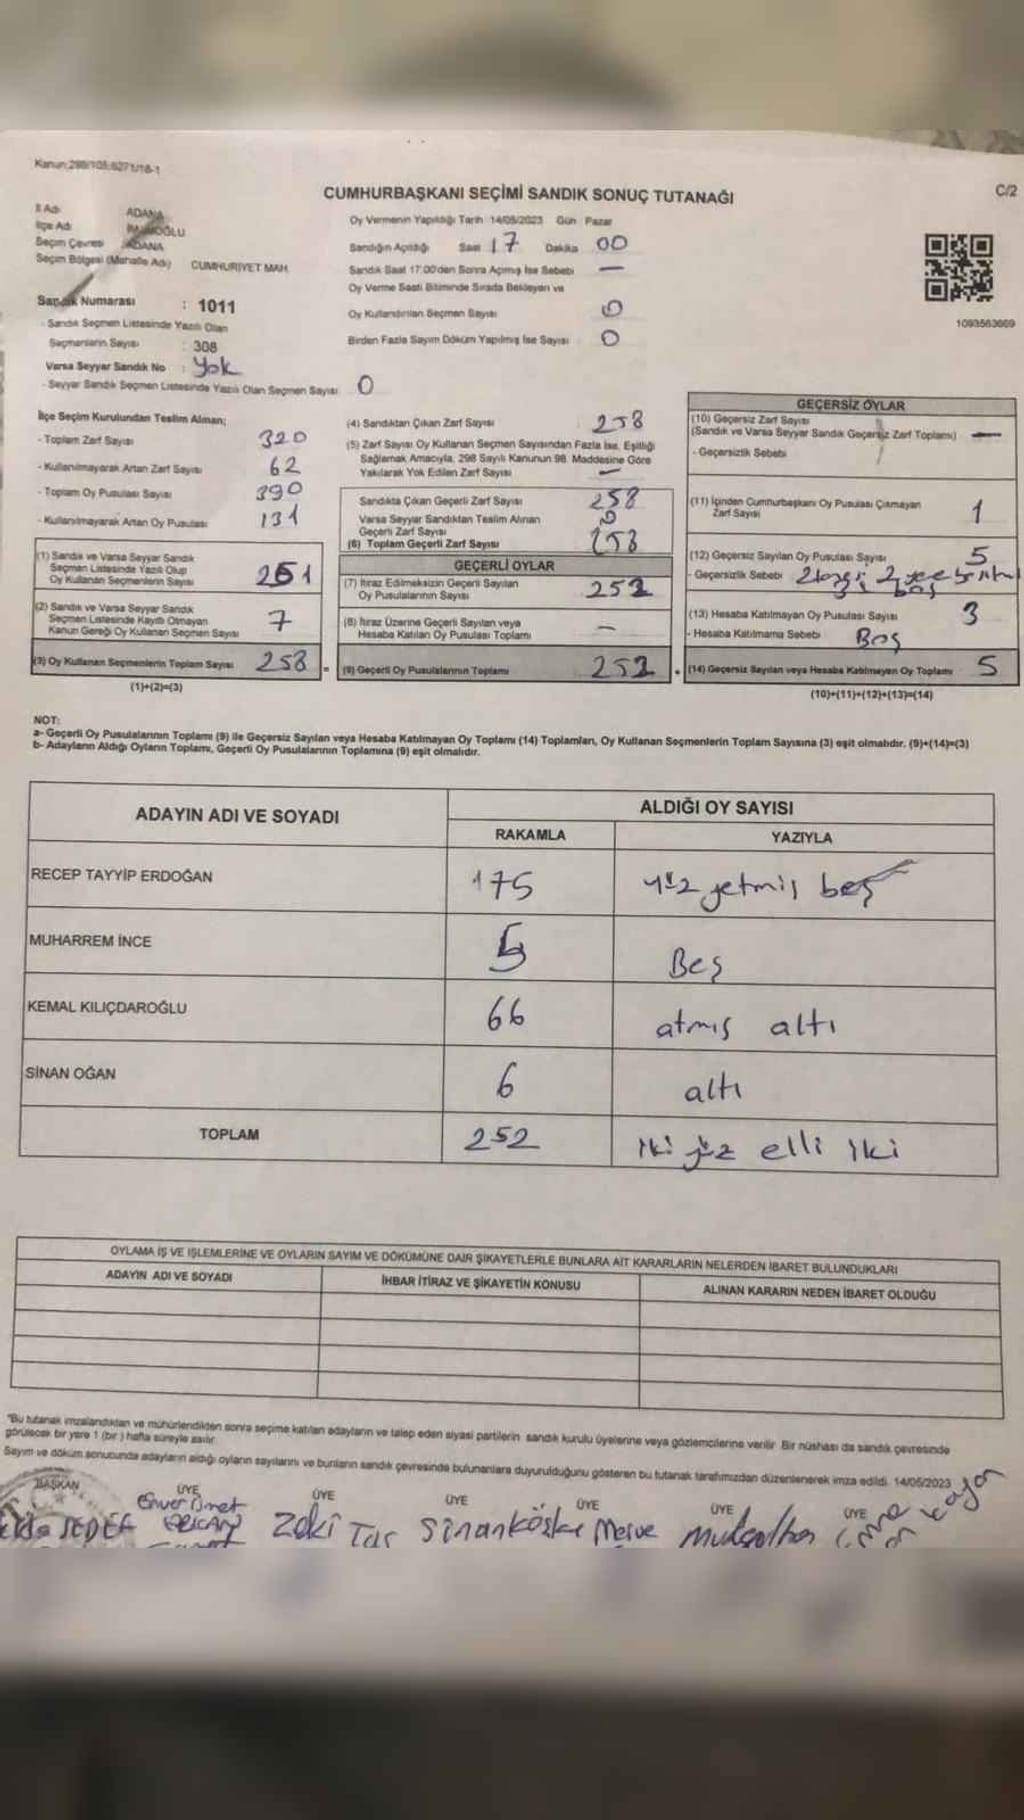 Kanun:298/105;6271/18-1
CUMHURBAŞKANI SEÇİMİ SANDIK SONUÇ TUTANAĞI
C/2
İl Adı ADANA
İlçe Adı
Seçim Çevresi ADANA
Seçim Bölgesi (Mahalle Adı) CUMHURIYET MAH.
Sandık Numarası : 1011
- Sandık Seçmen Listesinde Yazılı Olan
Seçmenlerin Sayısı : 308
Varsa Seyyar Sandık No : Yok
- Seyyar Sandık Seçmen Listesinde Yazılı Olan Seçmen Sayısı: 0
Oy Vermenin Yapıldığı Tarih 14/05/2023 Gün Pazar
Sandığın Açıldığı Saat 17 Dakika 00
Sandık Saat 17:00'den Sonra Açımış İse Sebebi —
Oy Verme Saati Bitiminde Sırada Bekleyen ve
Oy Kullandırılan Seçmen Sayısı 0
Birden Fazla Sayım Döküm Yapılmış İse Sayısı 0
1093563669
İlçe Seçim Kurulundan Teslim Alınan;
- Toplam Zarf Sayısı 320
- Kullanılmayarak Artan Zarf Sayısı 62
- Toplam Oy Pusulası Sayısı 390
- Kullanılmayarak Artan Oy Pusulası 131
(1) Sandık ve Varsa Seyyar Sandık
Seçmen Listesinde Yazılı Olup
Oy Kullanan Seçmenlerin Sayısı 251
(2) Sandık ve Varsa Seyyar Sandık
Seçmen Listesinde Kayıtlı Olmayan
Kanun Gereği Oy Kullanan Seçmen Sayısı 7
(3) Oy Kullanan Seçmenlerin Toplam Sayısı 258 =
(1)+(2)=(3)
(4) Sandıktan Çıkan Zarf Sayısı 258
(5) Zarf Sayısı Oy Kullanan Seçmen Sayısından Fazla İse, Eşitliği
Sağlamak Amacıyla, 298 Sayılı Kanunun 98. Maddesine Göre
Yakılarak Yok Edilen Zarf Sayısı —
Sandıkta Çıkan Geçerli Zarf Sayısı 258
Varsa Seyyar Sandıktan Teslim Alınan
Geçerli Zarf Sayısı 0
(6) Toplam Geçerli Zarf Sayısı 258
GEÇERLİ OYLAR
(7) İtiraz Edilmeksizin Geçerli Sayılan
Oy Pusulalarının Sayısı 252
(8) İtiraz Üzerine Geçerli Sayılan veya
Hesaba Katılan Oy Pusulası Toplamı —
(9) Geçerli Oy Pusulalarının Toplamı 252 +
GEÇERSİZ OYLAR
(10) Geçersiz Zarf Sayısı
(Sandık ve Varsa Seyyar Sandık Geçersiz Zarf Toplamı) —
- Geçersizlik Sebebi
(11) İçinden Cumhurbaşkanı Oy Pusulası Çıkmayan
Zarf Sayısı 1
(12) Geçersiz Sayılan Oy Pusulası Sayısı 5
- Geçersizlik Sebebi
(13) Hesaba Katılmayan Oy Pusulası Sayısı 3
- Hesaba Katılmama Sebebi Boş
(14) Geçersiz Sayılan veya Hesaba Katılmayan Oy Toplamı 5
(10)+(11)+(12)+(13)=(14)
NOT:
a- Geçerli Oy Pusulalarının Toplamı (9) ile Geçersiz Sayılan veya Hesaba Katılmayan Oy Toplamı (14) Toplamları, Oy Kullanan Seçmenlerin Toplam Sayısına (3) eşit olmalıdır. (9)+(14)=(3)
b- Adayların Aldığı Oyların Toplamı, Geçerli Oy Pusulalarının Toplamına (9) eşit olmalıdır.
ADAYIN ADI VE SOYADI ALDIĞI OY SAYISI
RAKAMLA YAZIYLA
RECEP TAYYİP ERDOĞAN 175 yüz yetmiş beş
MUHARREM İNCE 5 Beş
KEMAL KILIÇDAROĞLU 66 atmış altı
SİNAN OĞAN 6 altı
TOPLAM 252 iki yüz elli iki
OYLAMA İŞ VE İŞLEMLERİNE VE OYLARIN SAYIM VE DÖKÜMÜNE DAİR ŞİKAYETLERLE BUNLARA AİT KARARLARIN NELERDEN İBARET BULUNDUKLARI
ADAYIN ADI VE SOYADI İHBAR İTİRAZ VE ŞİKAYETİN KONUSU ALINAN KARARIN NEDEN İBARET OLDUĞU
"Bu tutanak imzalandıktan ve mühürlendikten sonra seçime katılan adayların ve talep eden siyasi partilerin sandık kurulu üyelerine veya gözlemcilerine verilir. Bir nüshası da sandık çevresinde
görülecek bir yere 1 (bir) hafta süreyle asılır.
Sayım ve döküm sonucunda adayların aldığı oyların sayılarını ve bunların sandık çevresinde bulunanlara duyurulduğunu gösteren bu tutanak tarafımızdan düzenlenerek imza edildi. 14/05/2023
BAŞKAN ÜYE ÜYE ÜYE ÜYE ÜYE ÜYE
SEDEF Zeki Taş Sinan Köşker Merve